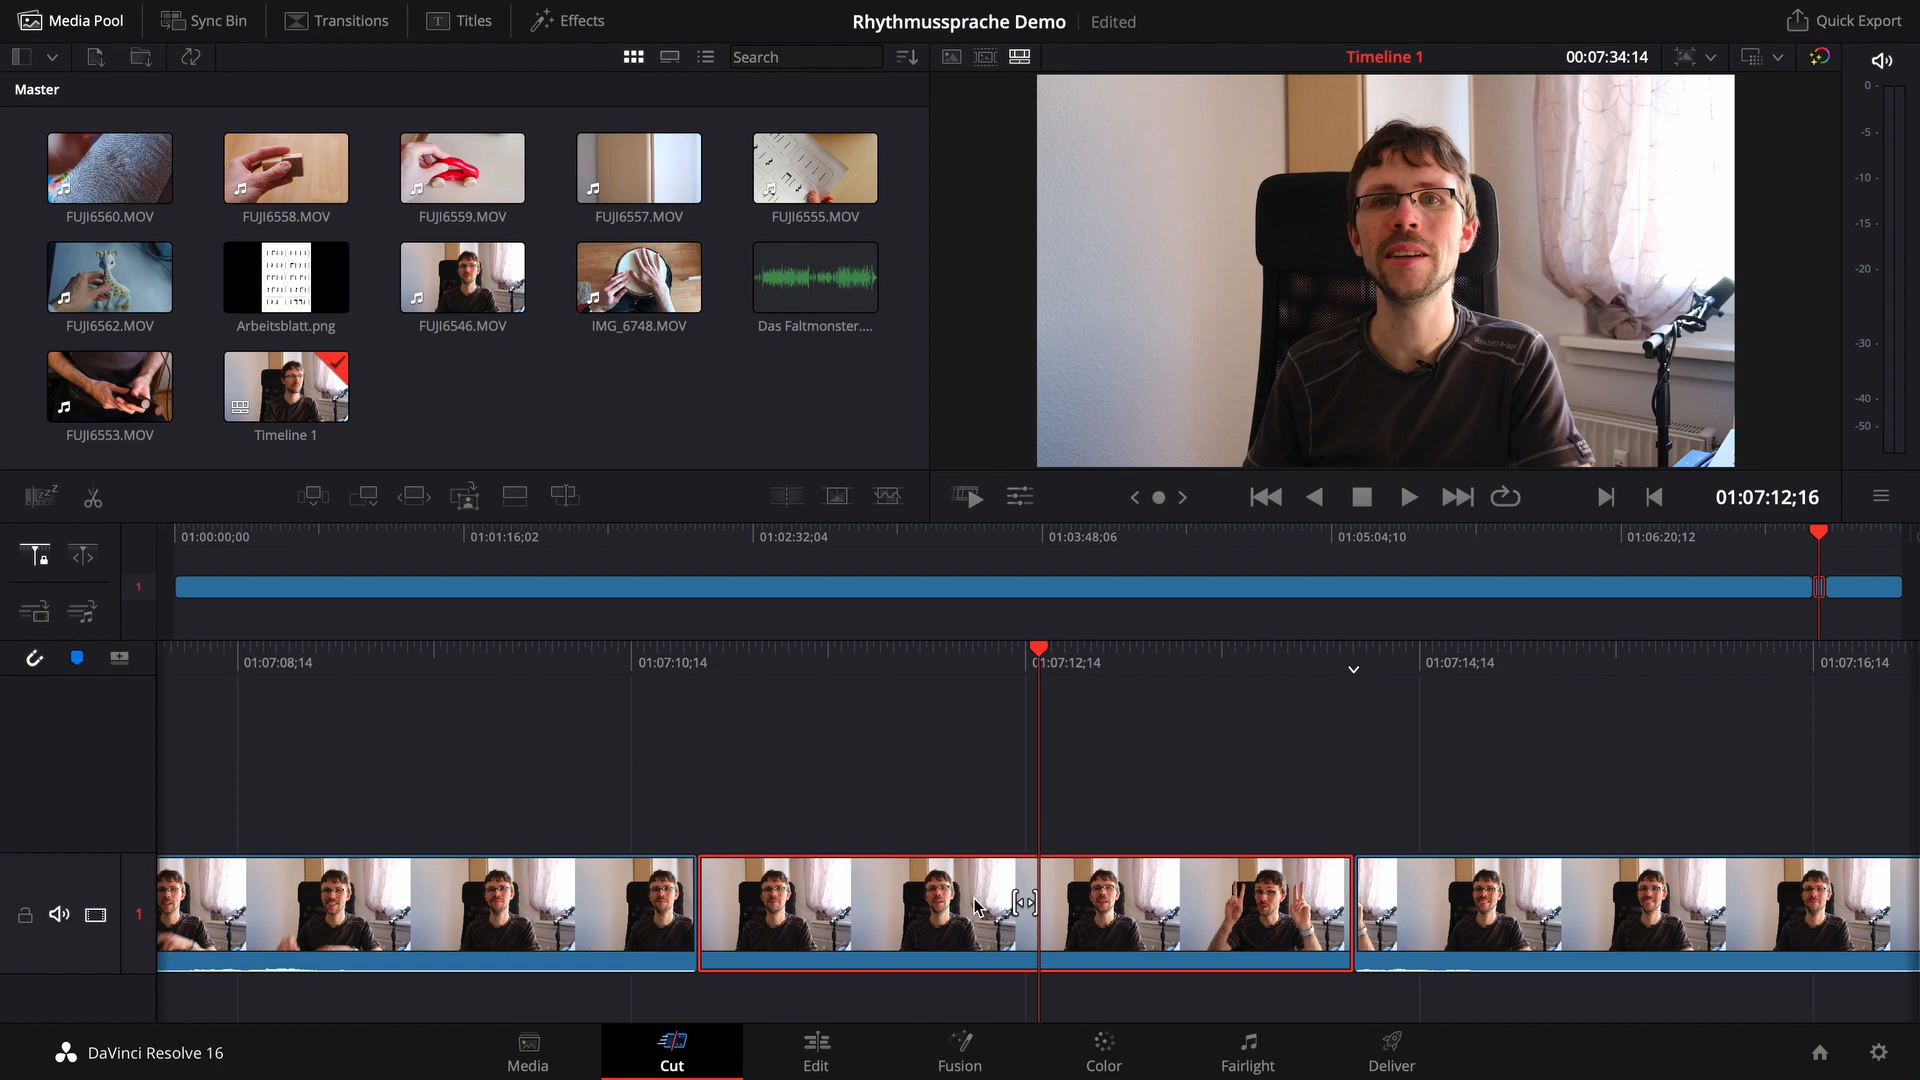 Media Pool
Sync Bin
Transitions
Titles
Effects
Rhythmussprache Demo
Edited
Quick Export
Search
Timeline 1
00:07:34:14
Master
FUJI6560.MOV
FUJI6558.MOV
FUJI6559.MOV
FUJI6557.MOV
FUJI6555.MOV
FUJI6562.MOV
Arbeitsblatt.png
FUJI6546.MOV
IMG_6748.MOV
Das Faltmonster....
FUJI6553.MOV
Timeline 1
0 -
-5 -
-10 -
-15 -
-20 -
-30 -
-40 -
-50 -
01:07:12;16
01:00:00;00
01:01:16;02
01:02:32;04
01:03:48;06
01:05:04;10
01:06:20;12
1
01:07:08;14
01:07:10;14
01:07:12;14
01:07:14;14
01:07:16;14
1
DaVinci Resolve 16
Media
Cut
Edit
Fusion
Color
Fairlight
Deliver